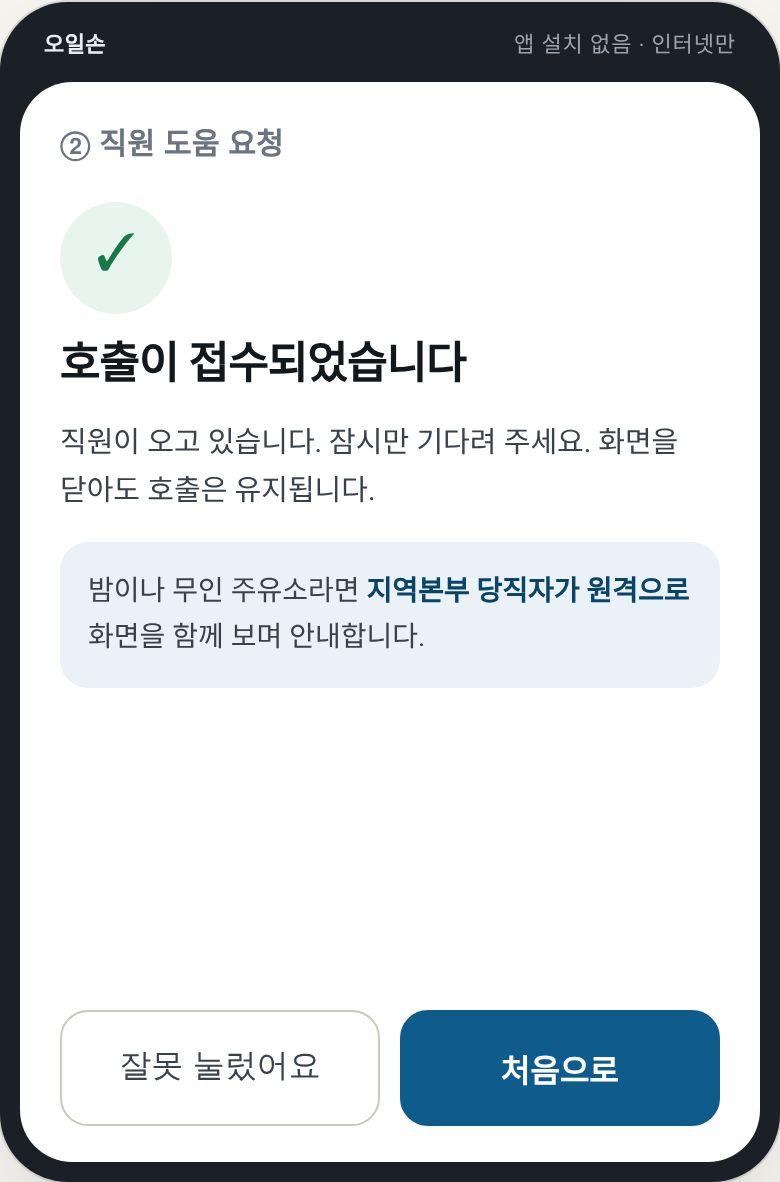 오일손
앱 설치 없음 · 인터넷만
② 직원 도움 요청
✓
호출이 접수되었습니다
직원이 오고 있습니다. 잠시만 기다려 주세요. 화면을
닫아도 호출은 유지됩니다.
밤이나 무인 주유소라면 지역본부 당직자가 원격으로
화면을 함께 보며 안내합니다.
잘못 눌렀어요
처음으로